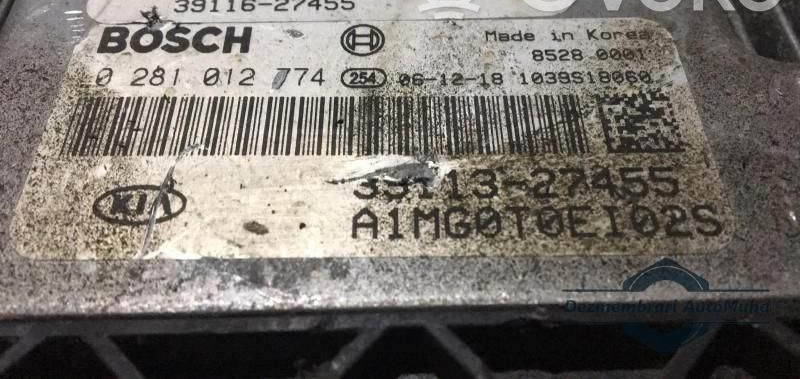 39116-27455
BOSCH
Made in Korea
8528 0001
0 281 012 774 254 06-12-18 1039S18060
KIA
39113-27455
A1MG0T0EI02S
Dezmembrari AutoMuha